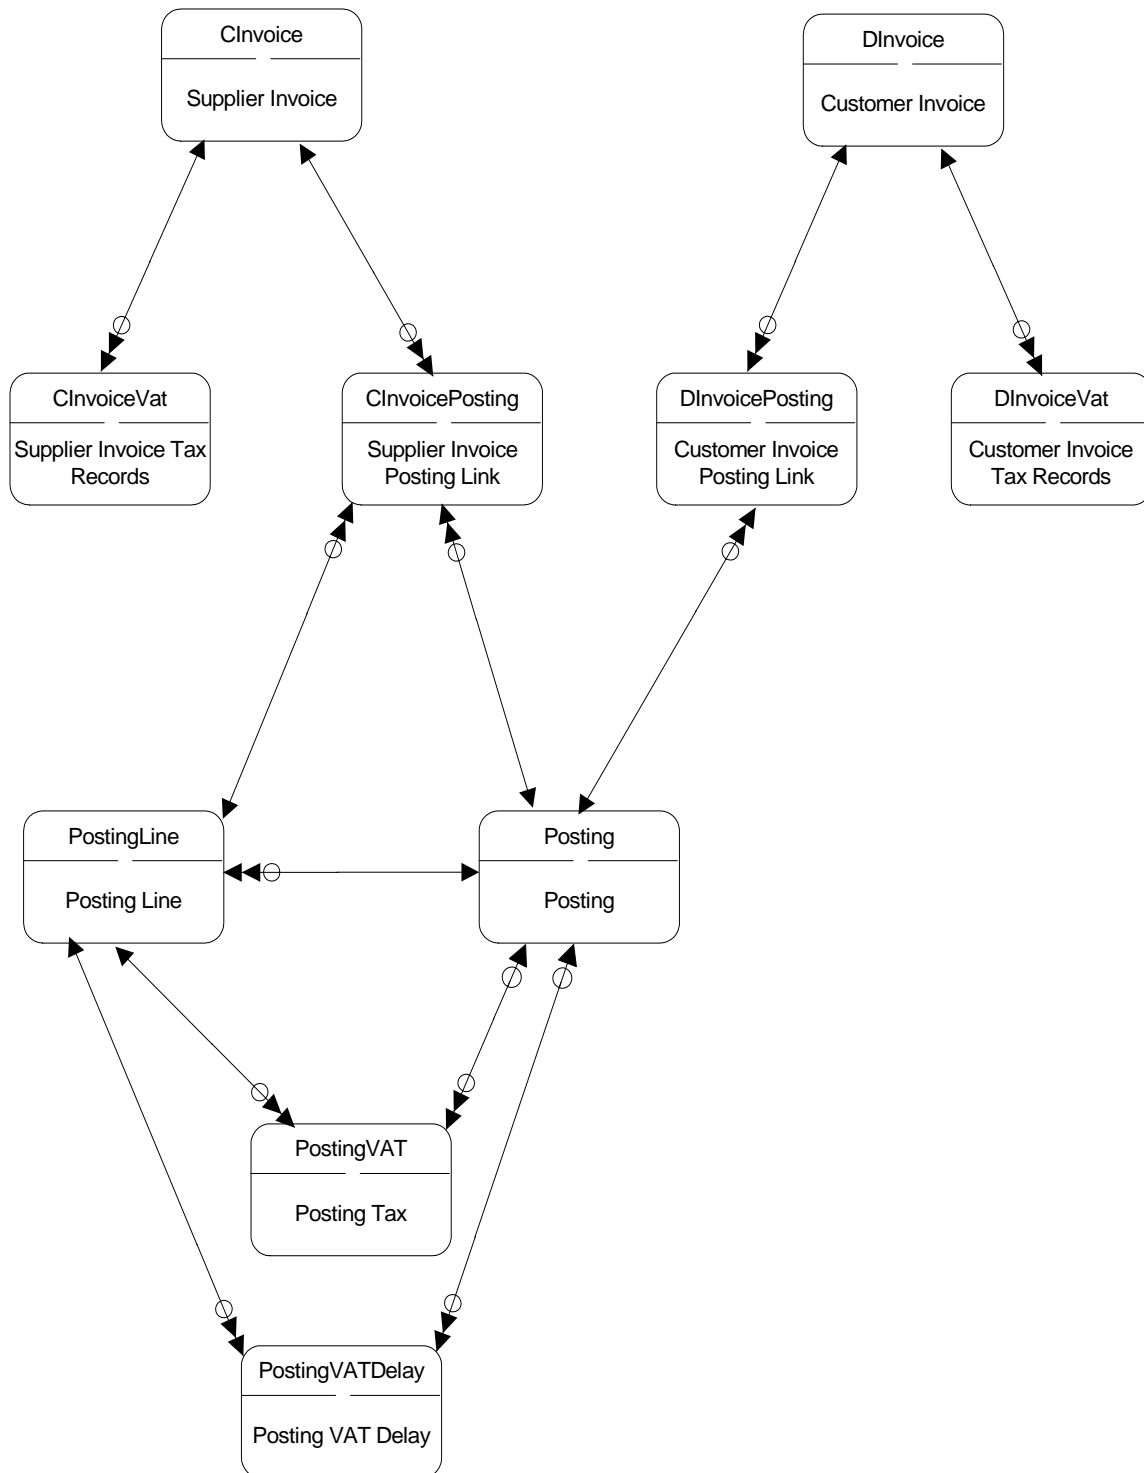 CInvoice
Supplier Invoice
DInvoice
Customer Invoice
CInvoiceVat
Supplier Invoice Tax
Records
CInvoicePosting
Supplier Invoice
Posting Link
DInvoicePosting
Customer Invoice
Posting Link
DInvoiceVat
Customer Invoice
Tax Records
PostingLine
Posting Line
Posting
Posting
PostingVAT
Posting Tax
PostingVATDelay
Posting VAT Delay